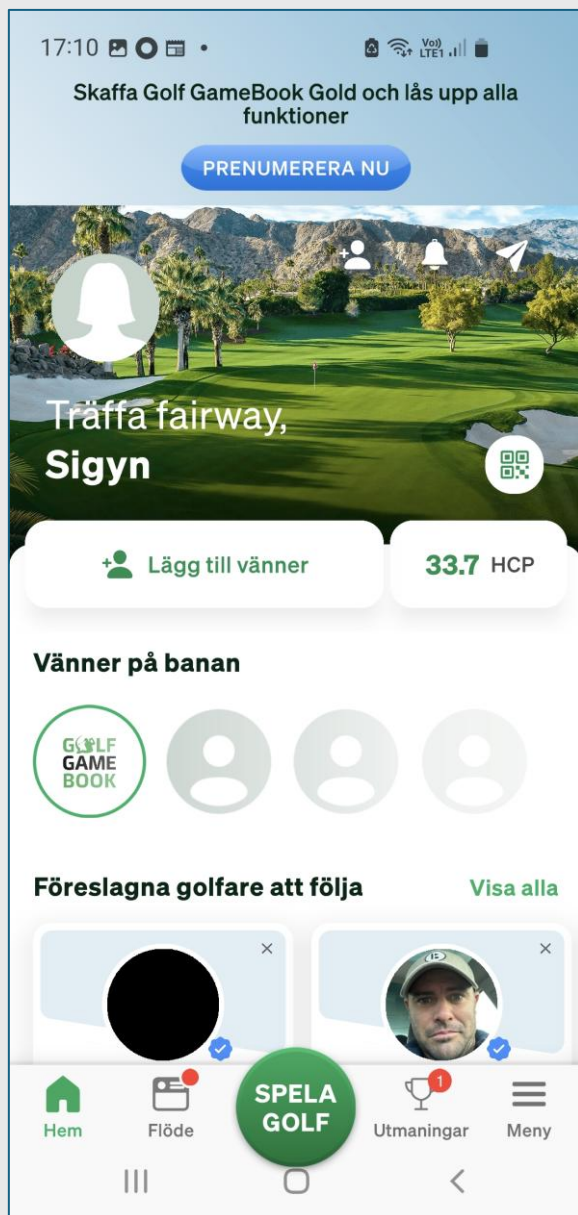 17:10
Vo)) LTE1
Skaffa Golf GameBook Gold och lås upp alla
funktioner
PRENUMERERA NU
Träffa fairway,
Sigyn
Lägg till vänner
33.7 HCP
Vänner på banan
GOLF
GAME
BOOK
Föreslagna golfare att följa
Visa alla
SPELA
GOLF
1
Hem
Flöde
Utmaningar
Meny